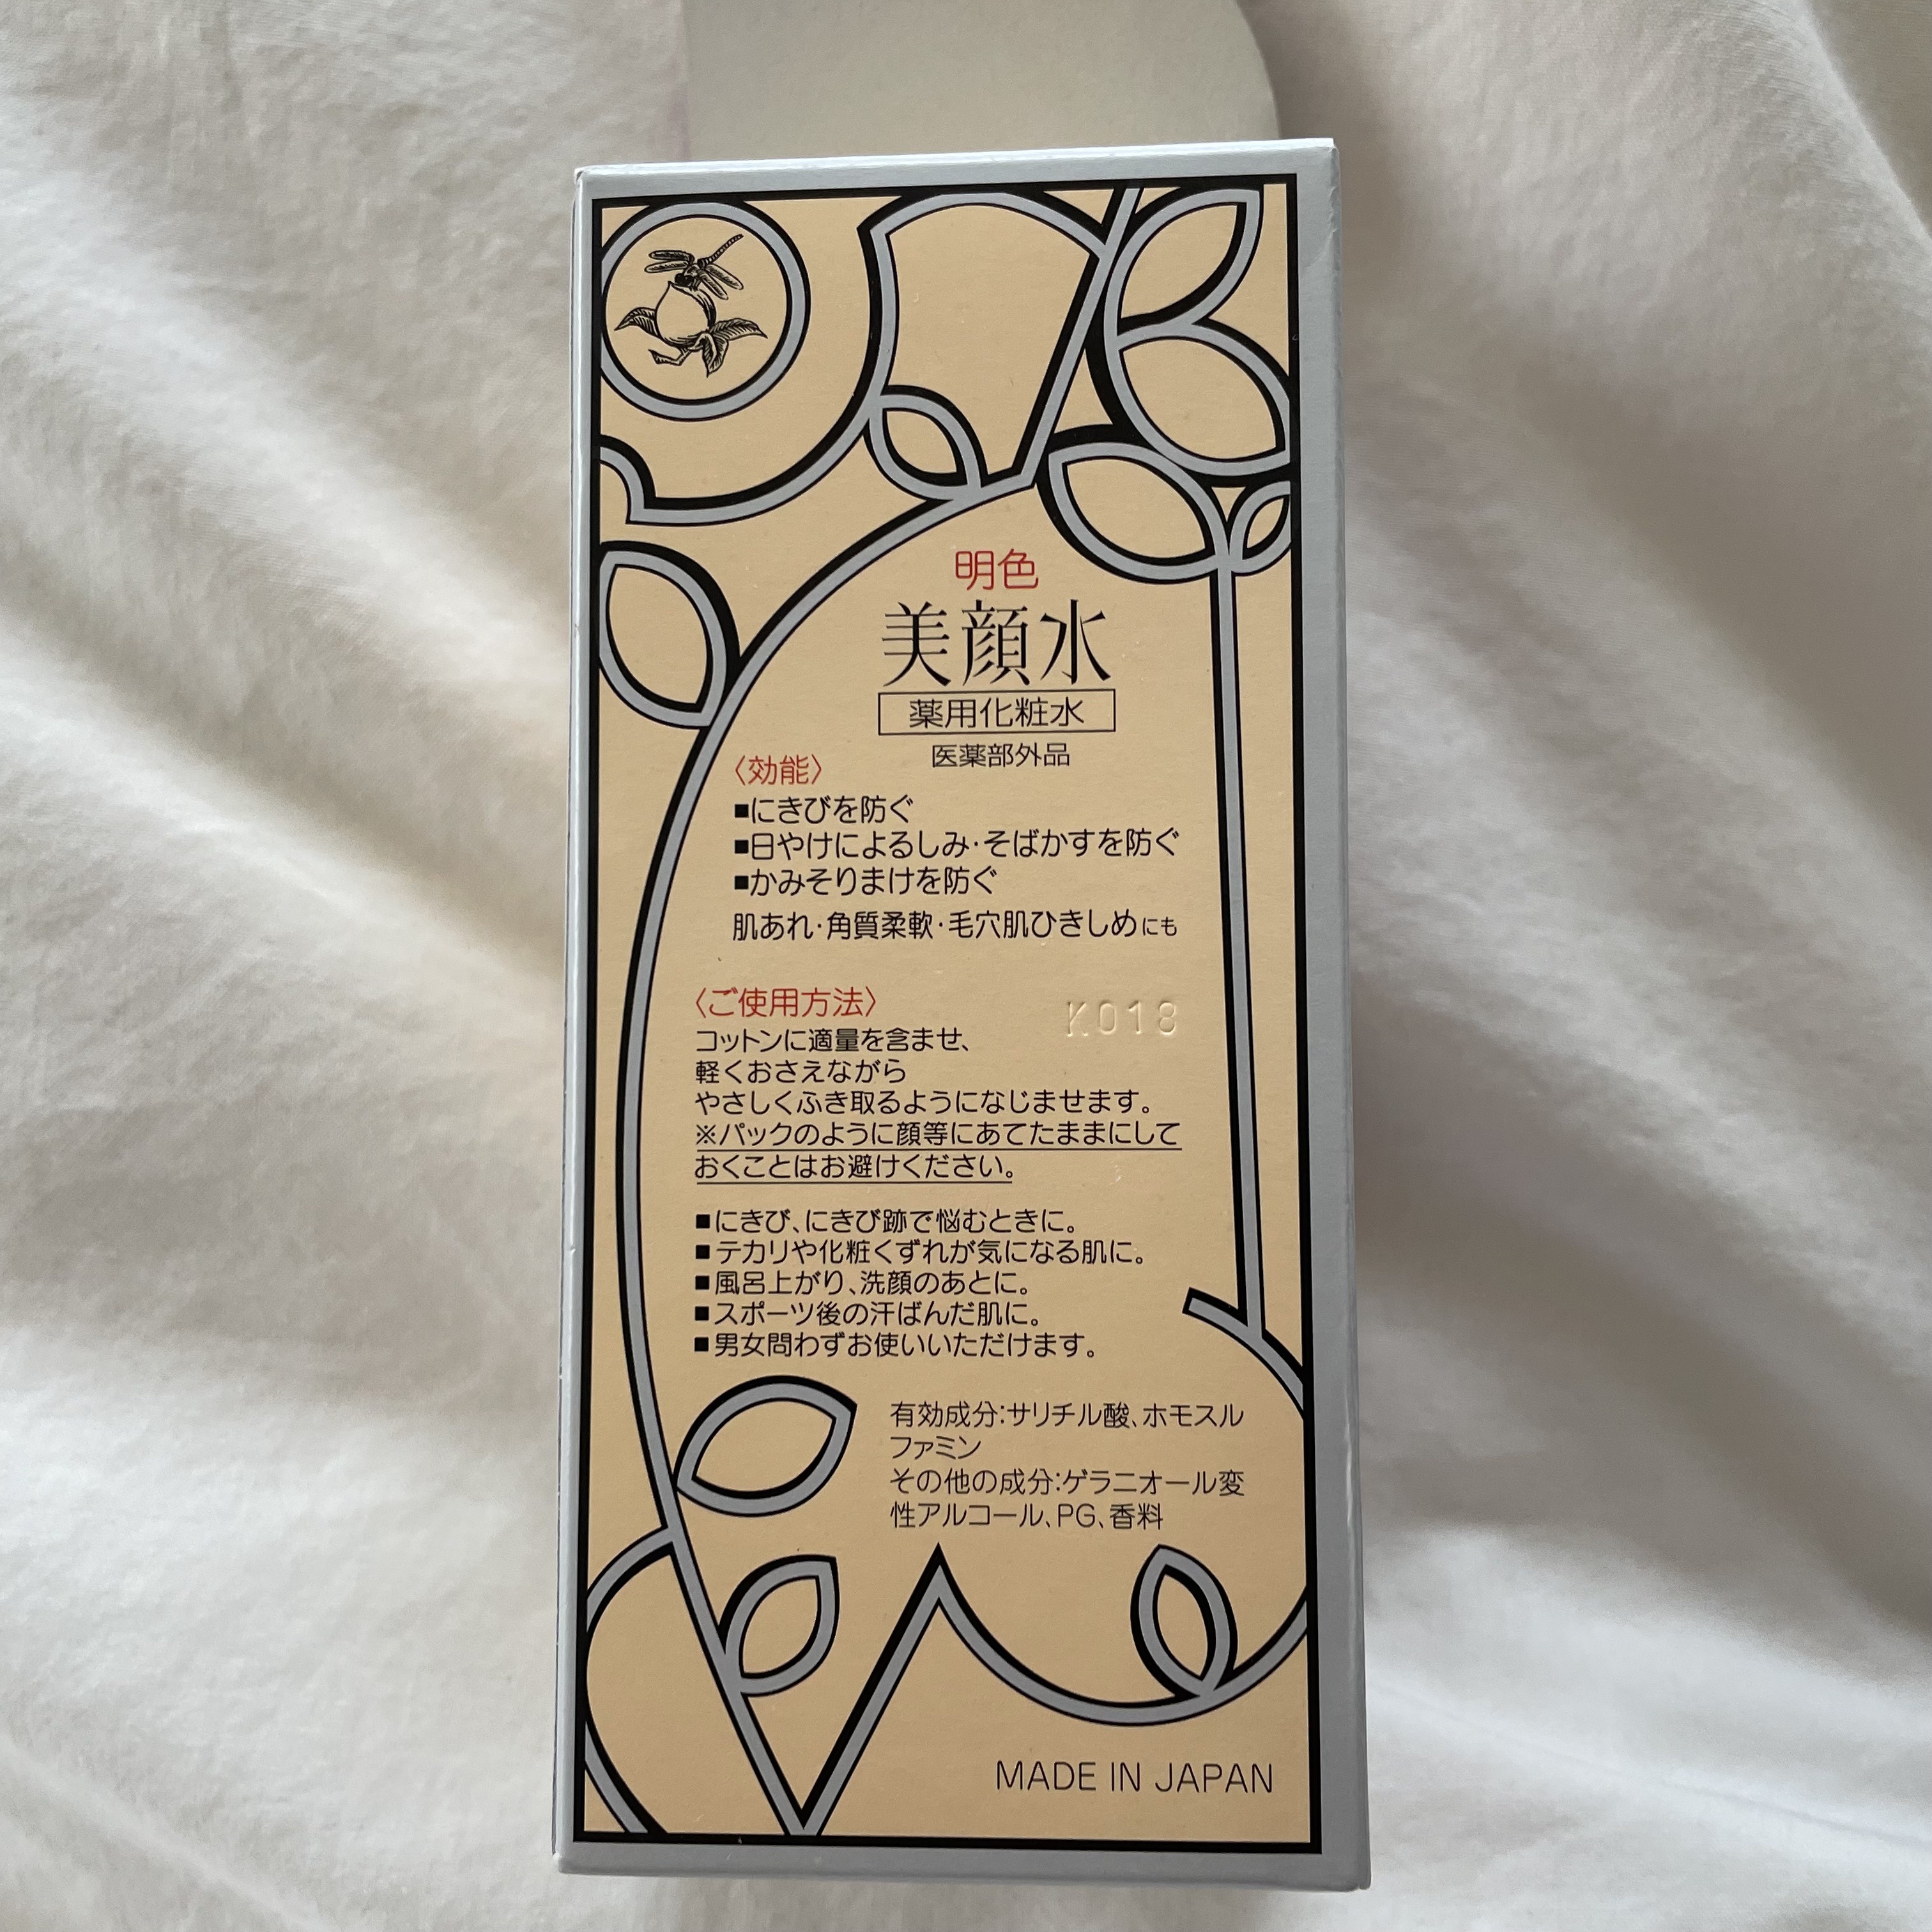 明色
美顔水
薬用化粧水
医薬部外品
〈効能〉
■にきびを防ぐ
■日やけによるしみ・そばかすを防ぐ
■かみそりまけを防ぐ
肌あれ・角質柔軟・毛穴肌ひきしめにも
〈ご使用方法〉
K018
コットンに適量を含ませ、
軽くおさえながら
やさしくふき取るようになじませます。
※パックのように顔等にあてたままにして
おくことはお避けください。
■にきび、にきび跡で悩むときに。
■テカリや化粧くずれが気になる肌に。
■風呂上がり、洗顔のあとに。
■スポーツ後の汗ばんだ肌に。
■男女問わずお使いいただけます。
有効成分:サリチル酸、ホモスル
ファミン
その他の成分:ゲラニオール変
性アルコール、PG、香料
MADE IN JAPAN